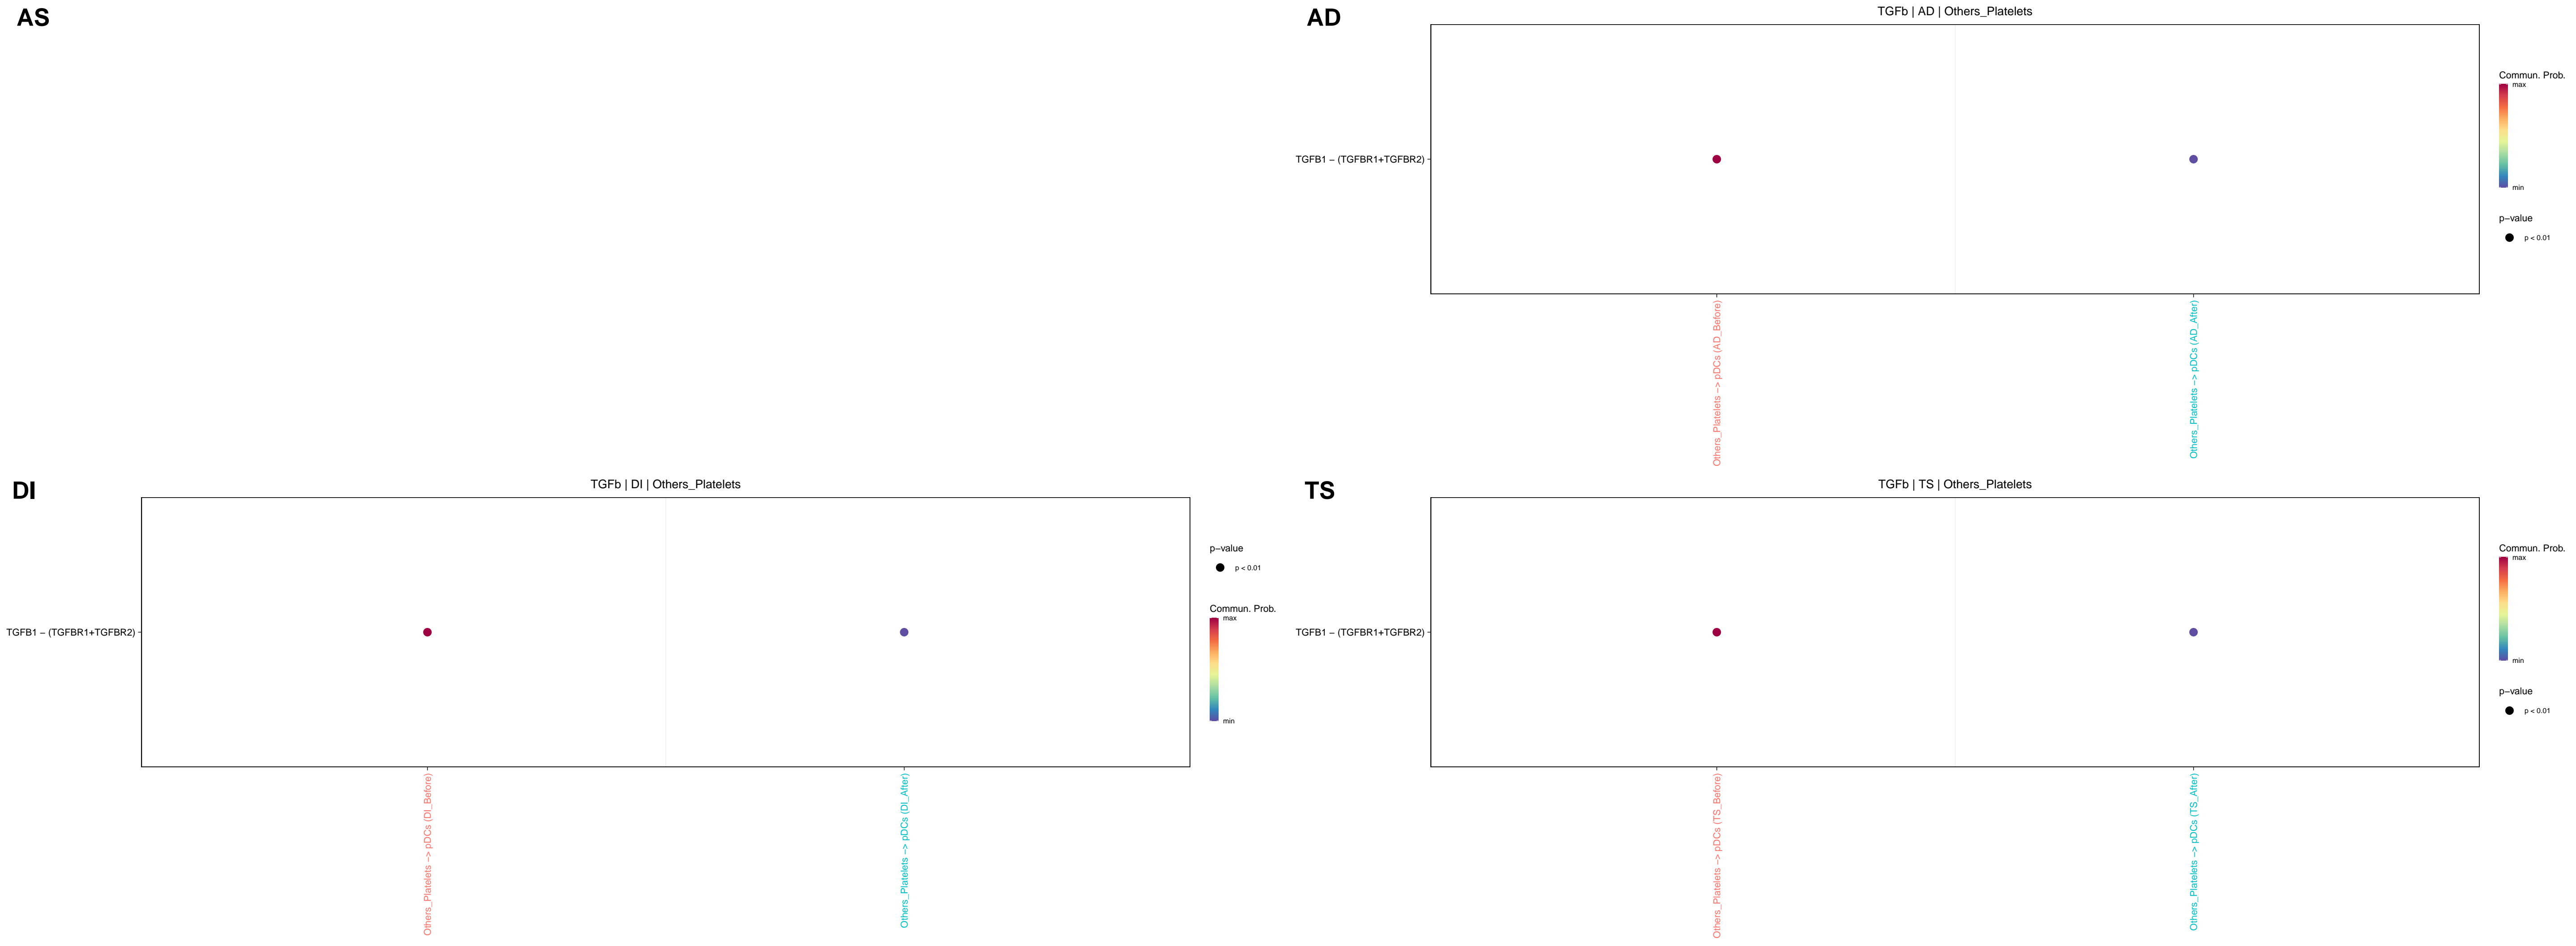 AS
AD
TGFb | AD | Others_Platelets
TGFB1 − (TGFBR1+TGFBR2)
Others_Platelets −> pDCs (AD_Before)
Others_Platelets −> pDCs (AD_After)
Commun. Prob.
max
min
p−value
p < 0.01
DI
TGFb | DI | Others_Platelets
TGFB1 − (TGFBR1+TGFBR2)
Others_Platelets −> pDCs (DI_Before)
Others_Platelets −> pDCs (DI_After)
p−value
p < 0.01
Commun. Prob.
max
min
TS
TGFb | TS | Others_Platelets
TGFB1 − (TGFBR1+TGFBR2)
Others_Platelets −> pDCs (TS_Before)
Others_Platelets −> pDCs (TS_After)
Commun. Prob.
max
min
p−value
p < 0.01